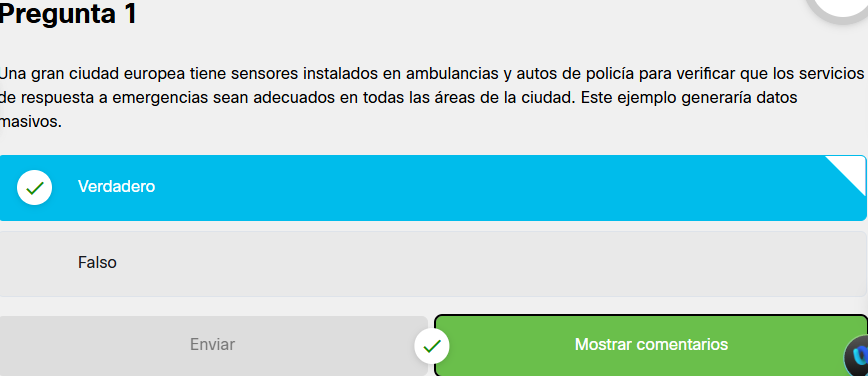 Pregunta 1
Una gran ciudad europea tiene sensores instalados en ambulancias y autos de policía para verificar que los servicios
de respuesta a emergencias sean adecuados en todas las áreas de la ciudad. Este ejemplo generaría datos
masivos.
Verdadero
Falso
Enviar
Mostrar comentarios